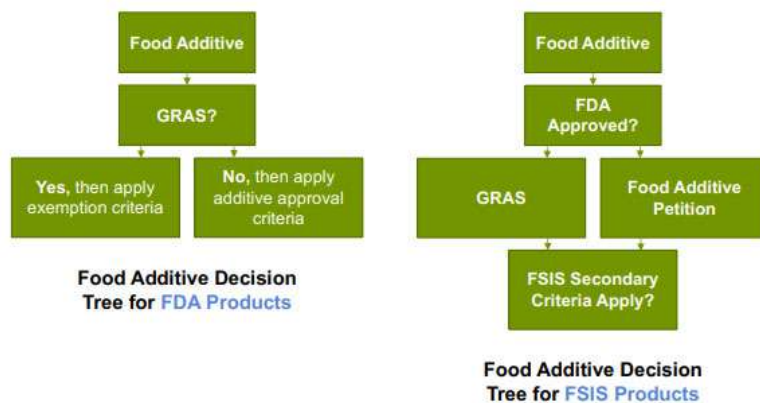 Food Additive
GRAS?
Yes, then apply
exemption criteria
No, then apply
additive approval
criteria
Food Additive Decision
Tree for FDA Products
Food Additive
FDA
Approved?
GRAS
Food Additive
Petition
FSIS Secondary
Criteria Apply?
Food Additive Decision
Tree for FSIS Products